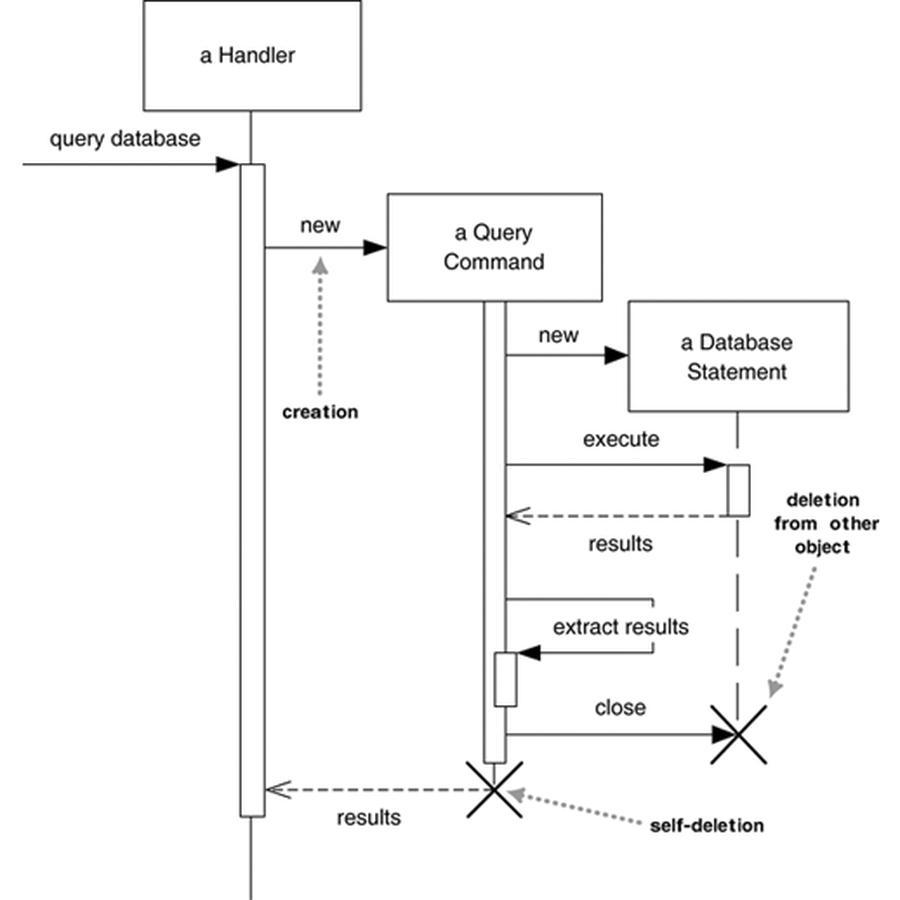 a Handler
query database
new
a Query
Command
new
a Database
Statement
creation
execute
deletion
from other
object
results
extract results
close
results
self-deletion